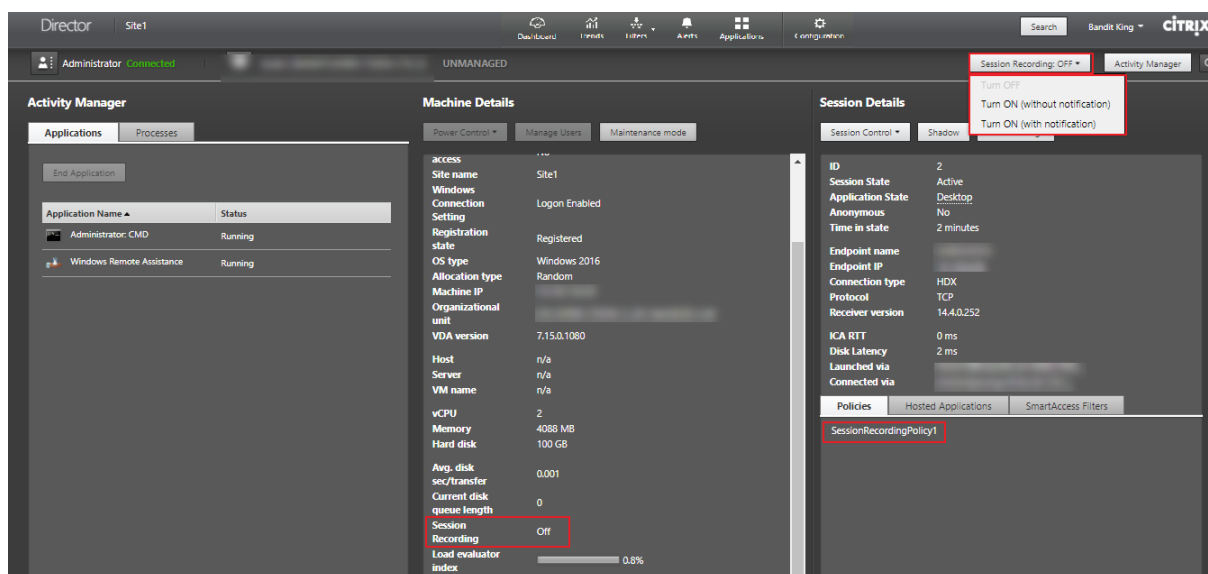 Director Site1 Dashboard Trends Filters Alerts Applications Configuration Search Bandit King CITRIX
Administrator Connected UNMANAGED Session Recording: OFF Activity Manager
Turn OFF
Turn ON (without notification)
Turn ON (with notification)
Activity Manager
Applications Processes
End Application
Application Name Status
Administrator: CMD Running
Windows Remote Assistance Running
Machine Details
Power Control Manage Users Maintenance mode
access No
Site name Site1
Windows
Connection Logon Enabled
Setting
Registration
state Registered
OS type Windows 2016
Allocation type Random
Machine IP
Organizational
unit
VDA version 7.15.0.1080
Host n/a
Server n/a
VM name n/a
vCPU 2
Memory 4088 MB
Hard disk 100 GB
Avg. disk
sec/transfer 0.001
Current disk
queue length 0
Session
Recording Off
Load evaluator
index 0.8%
Session Details
Session Control Shadow
ID 2
Session State Active
Application State Desktop
Anonymous No
Time in state 2 minutes
Endpoint name
Endpoint IP
Connection type HDX
Protocol TCP
Receiver version 14.4.0.252
ICA RTT 0 ms
Disk Latency 2 ms
Launched via
Connected via
Policies Hosted Applications SmartAccess Filters
SessionRecordingPolicy1